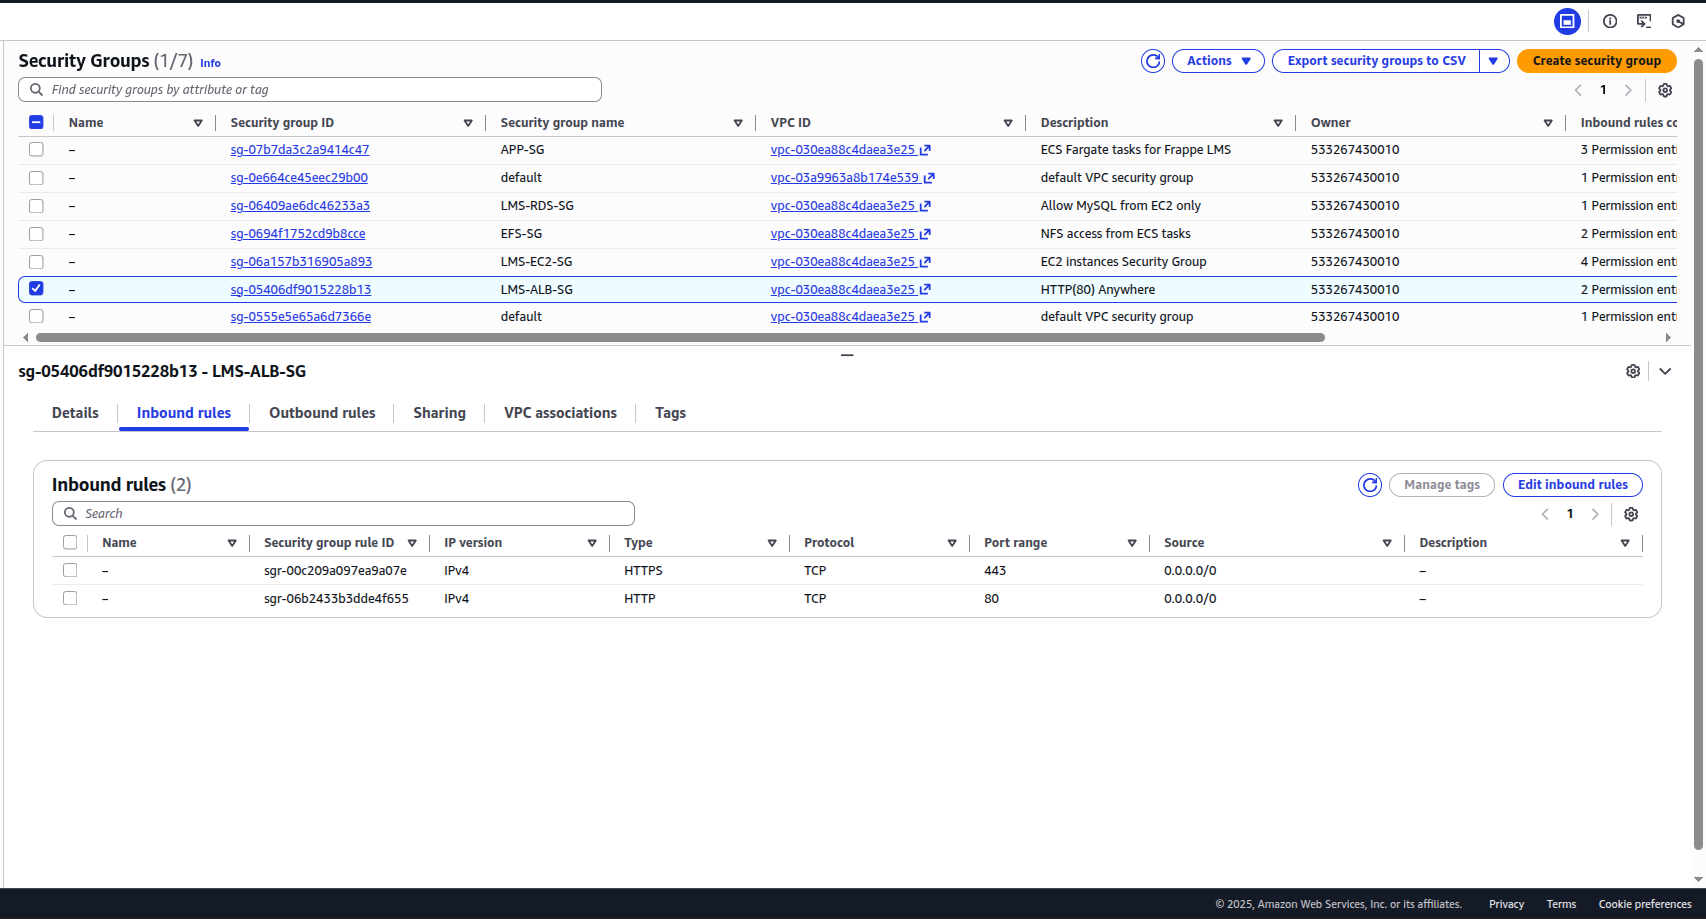 Security Groups (1/7) Info
Actions
Export security groups to CSV
Create security group
Find security groups by attribute or tag
1
Name Security group ID Security group name VPC ID Description Owner Inbound rules co
– sg-07b7da3c2a9414c47 APP-SG vpc-030ea88c4daea3e25 ECS Fargate tasks for Frappe LMS 533267430010 3 Permission entr
– sg-0e664ce45eec29b00 default vpc-03a9963a8b174e539 default VPC security group 533267430010 1 Permission entr
– sg-06409ae6dc46233a3 LMS-RDS-SG vpc-030ea88c4daea3e25 Allow MySQL from EC2 only 533267430010 1 Permission entr
– sg-0694f1752cd9b8cce EFS-SG vpc-030ea88c4daea3e25 NFS access from ECS tasks 533267430010 2 Permission entr
– sg-06a157b316905a893 LMS-EC2-SG vpc-030ea88c4daea3e25 EC2 instances Security Group 533267430010 4 Permission entr
– sg-05406df9015228b13 LMS-ALB-SG vpc-030ea88c4daea3e25 HTTP(80) Anywhere 533267430010 2 Permission entr
– sg-0555e5e65a6d7366e default vpc-030ea88c4daea3e25 default VPC security group 533267430010 1 Permission entr
sg-05406df9015228b13 - LMS-ALB-SG
Details Inbound rules Outbound rules Sharing VPC associations Tags
Inbound rules (2)
Manage tags
Edit inbound rules
Search
1
Name Security group rule ID IP version Type Protocol Port range Source Description
– sgr-00c209a097ea9a07e IPv4 HTTPS TCP 443 0.0.0.0/0 –
– sgr-06b2433b3dde4f655 IPv4 HTTP TCP 80 0.0.0.0/0 –
© 2025, Amazon Web Services, Inc. or its affiliates. Privacy Terms Cookie preferences